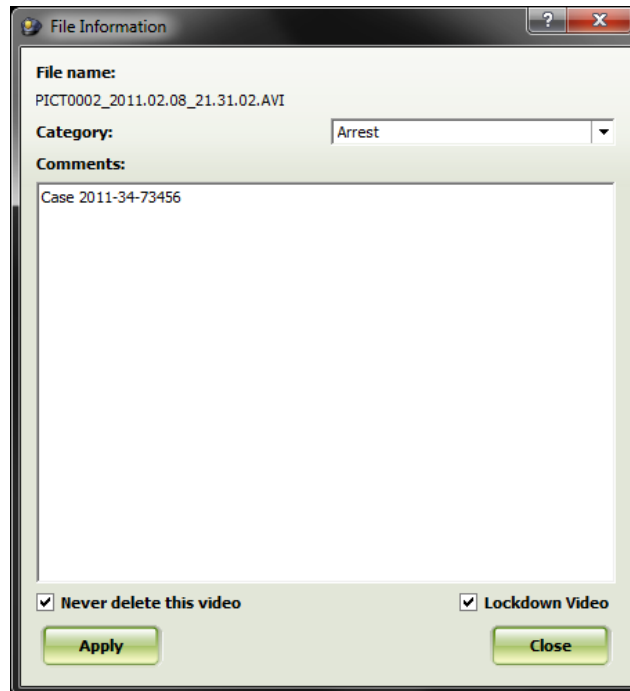 File Information
File name:
PICT0002_2011.02.08_21.31.02.AVI
Category: Arrest
Comments:
Case 2011-34-73456
Never delete this video Lockdown Video
Apply Close